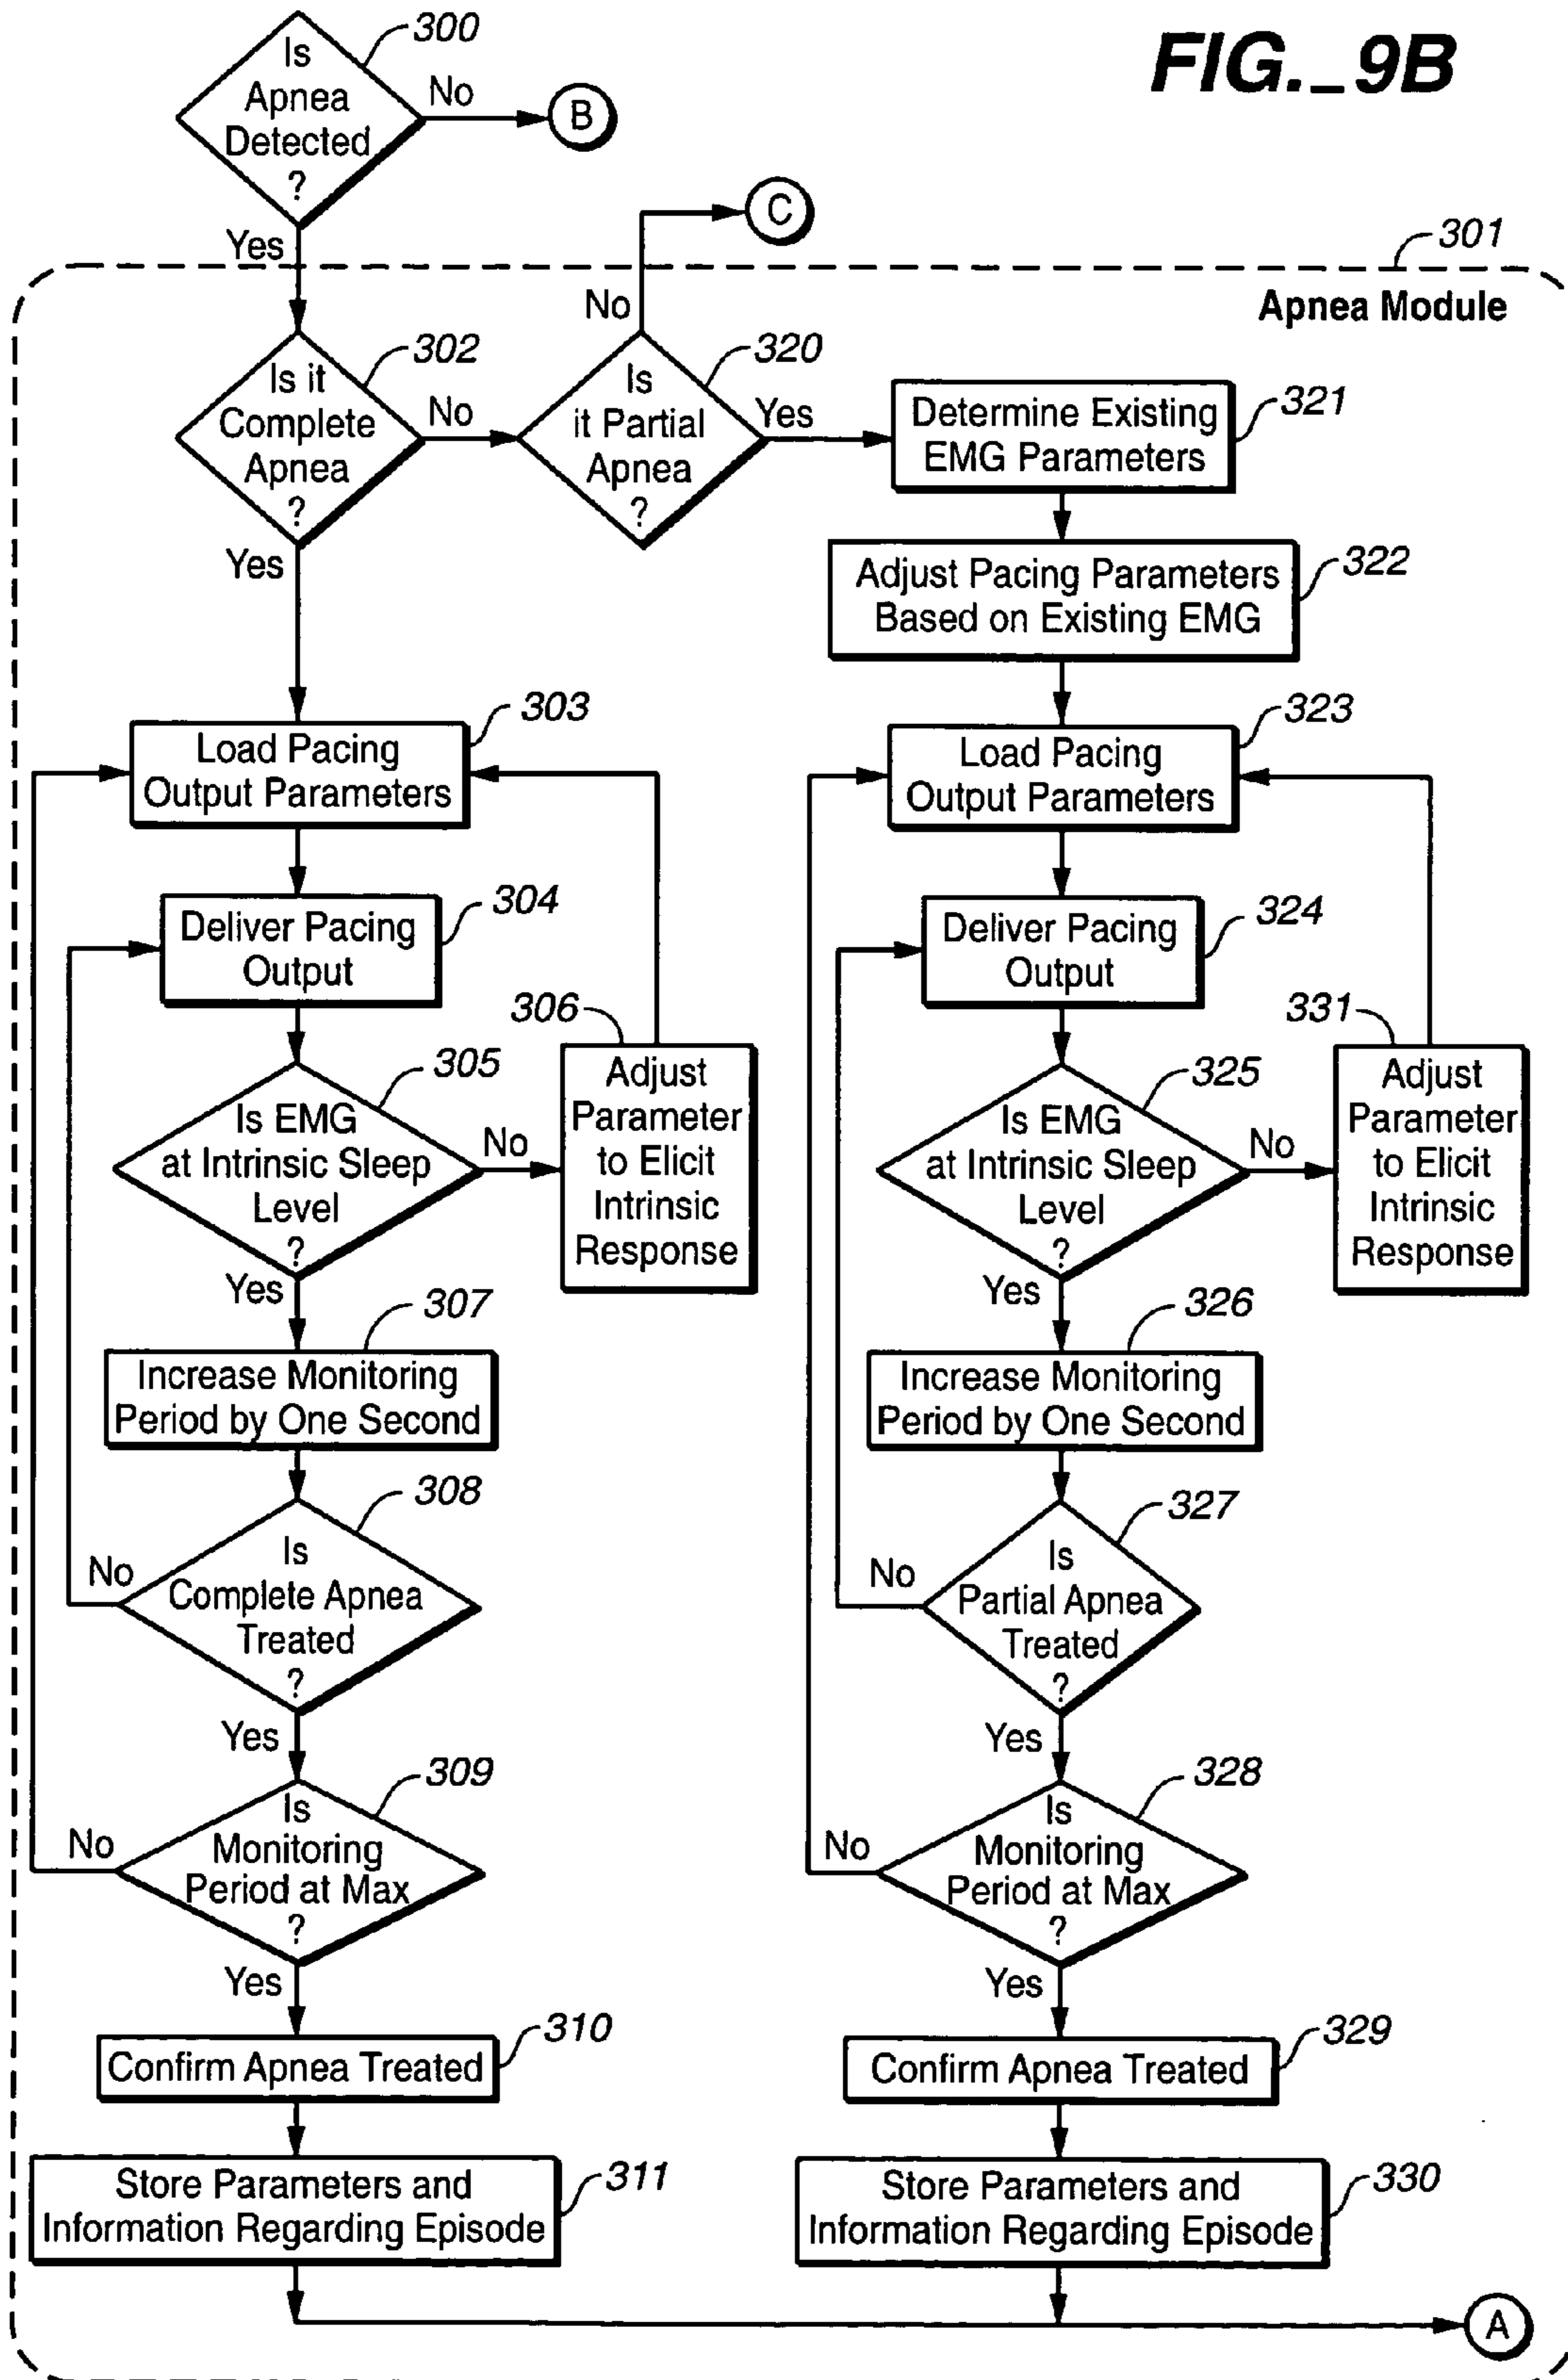 FIG._9B
300
Is
Apnea
Detected
?
No
B
Yes
C
301
Apnea Module
302
Is it
Complete
Apnea
?
No
Yes
320
Is
it Partial
Apnea
?
No
Yes
321
Determine Existing
EMG Parameters
322
Adjust Pacing Parameters
Based on Existing EMG
303
Load Pacing
Output Parameters
304
Deliver Pacing
Output
305
Is EMG
at Intrinsic Sleep
Level
?
No
306
Adjust
Parameter
to Elicit
Intrinsic
Response
Yes
307
Increase Monitoring
Period by One Second
308
Is
Complete Apnea
Treated
?
No
Yes
309
Is
Monitoring
Period at Max
?
No
Yes
310
Confirm Apnea Treated
311
Store Parameters and
Information Regarding Episode
323
Load Pacing
Output Parameters
324
Deliver Pacing
Output
325
Is EMG
at Intrinsic Sleep
Level
?
No
331
Adjust
Parameter
to Elicit
Intrinsic
Response
Yes
326
Increase Monitoring
Period by One Second
327
Is
Partial Apnea
Treated
?
No
Yes
328
Is
Monitoring
Period at Max
?
No
Yes
329
Confirm Apnea Treated
330
Store Parameters and
Information Regarding Episode
A